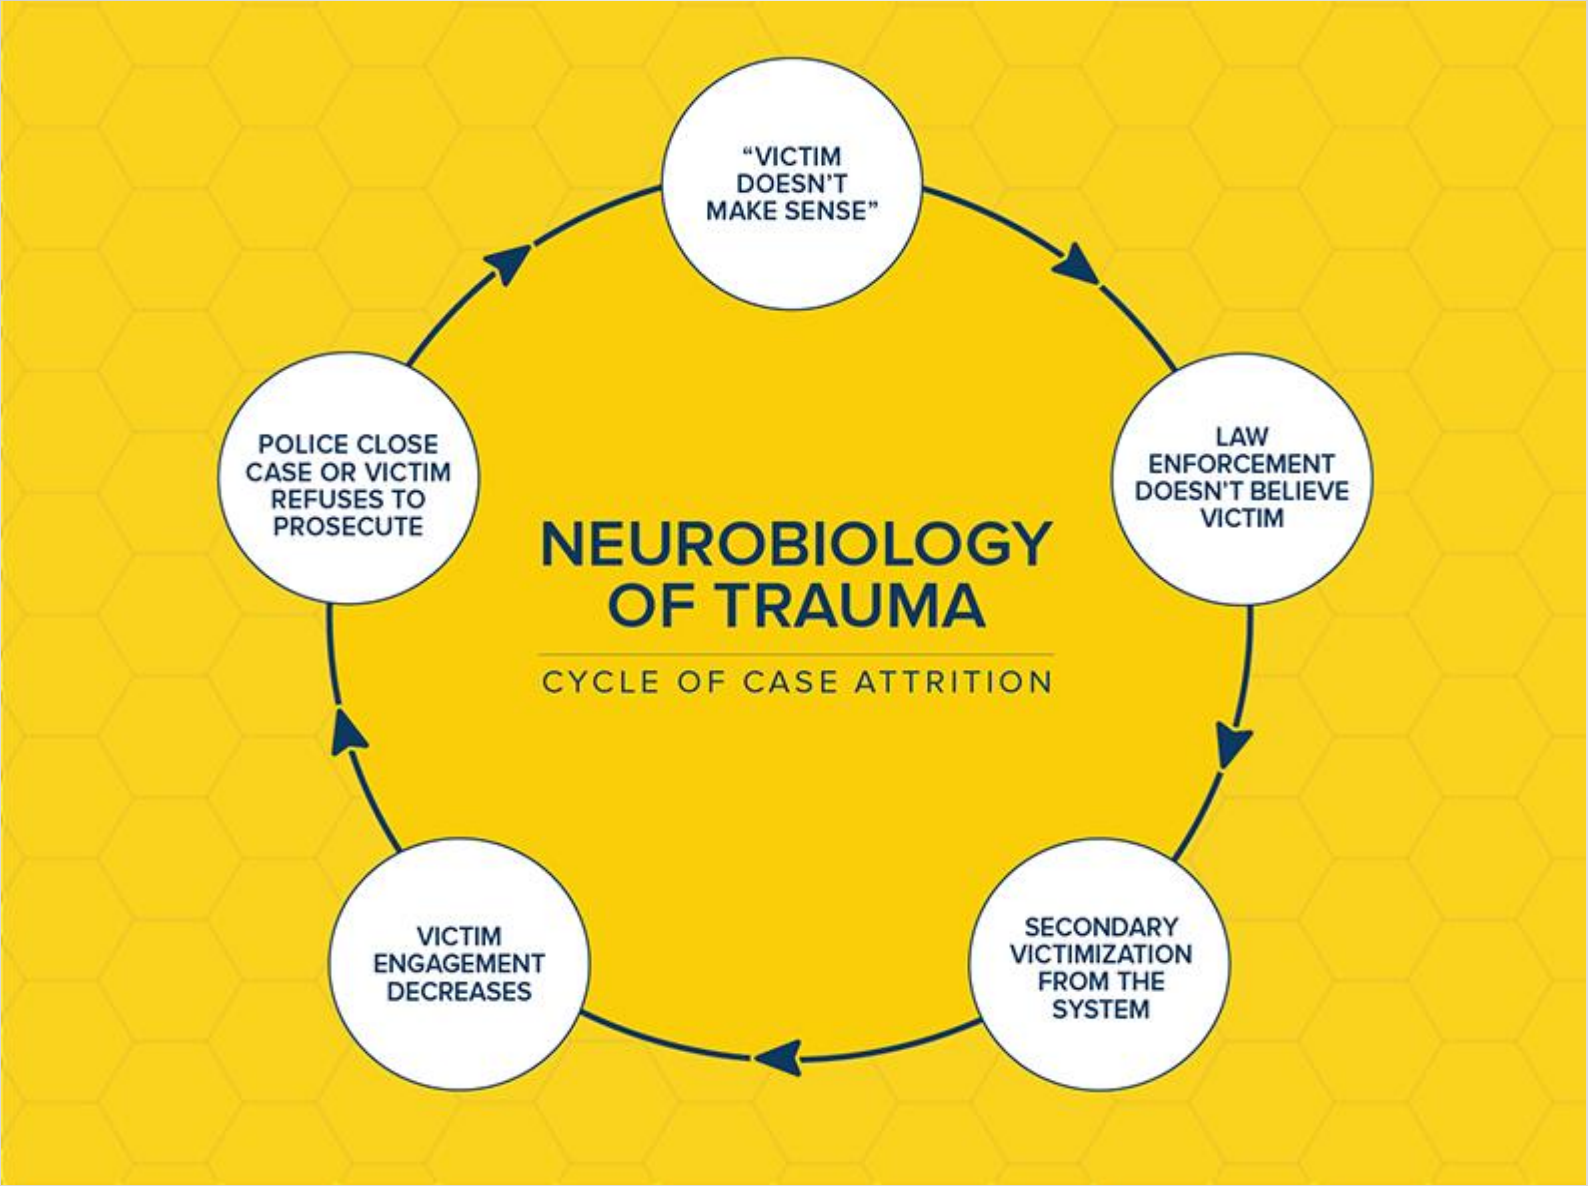 “VICTIM
DOESN’T
MAKE SENSE”
LAW
ENFORCEMENT
DOESN’T BELIEVE
VICTIM
SECONDARY
VICTIMIZATION
FROM THE
SYSTEM
VICTIM
ENGAGEMENT
DECREASES
POLICE CLOSE
CASE OR VICTIM
REFUSES TO
PROSECUTE
NEUROBIOLOGY
OF TRAUMA
CYCLE OF CASE ATTRITION